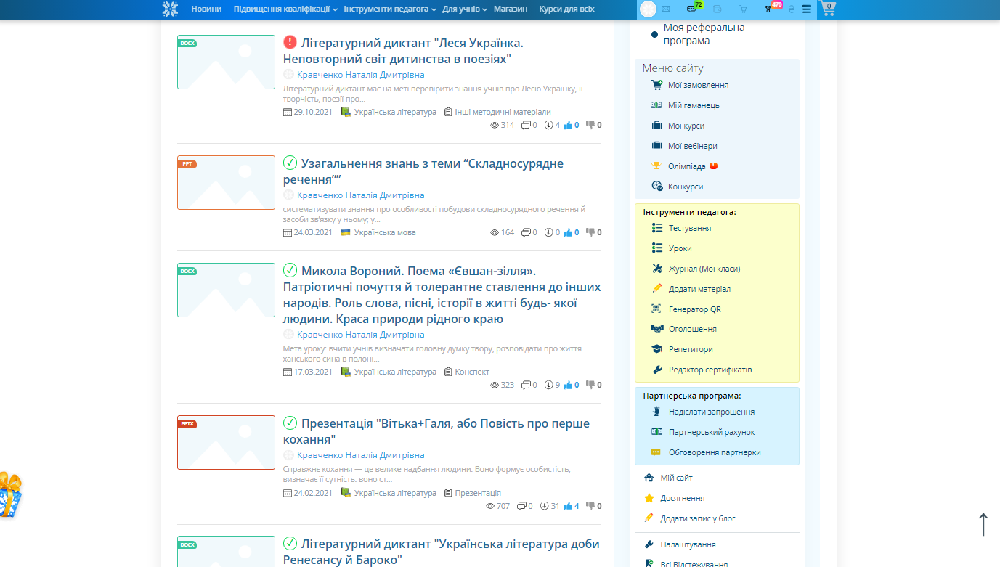 Новини Підвищення кваліфікації Інструменти педагога Для учнів Магазин Курси для всіх 72 470 0
DOCX
Літературний диктант "Леся Українка.
Неповторний світ дитинства в поезіях"
Кравченко Наталія Дмитрівна
Літературний диктант має на меті перевірити знання учнів про Лесю Українку, її
творчість, поезії про...
29.10.2021 Українська література Інші методичні матеріали
314 0 4 0 0
PPT
Узагальнення знань з теми “Складносурядне
речення””
Кравченко Наталія Дмитрівна
систематизувати знання про особливості побудови складносурядного речення й
засоби зв’язку у ньому; у...
24.03.2021 Українська мова 164 0 0 0 0
DOCX
Микола Вороний. Поема «Євшан-зілля».
Патріотичні почуття й толерантне ставлення до інших
народів. Роль слова, пісні, історії в житті будь- якої
людини. Краса природи рідного краю
Кравченко Наталія Дмитрівна
Мета уроку: вчити учнів визначати головну думку твору, розповідати про життя
ханського сина в полоні...
17.03.2021 Українська література Конспект
323 0 9 0 0
PPTX
Презентація "Вітька+Галя, або Повість про перше
кохання"
Кравченко Наталія Дмитрівна
Справжнє кохання — це велике надбання людини. Воно формує особистість,
визначає її сутність: воно ст...
24.02.2021 Українська література Презентація
707 0 31 4 0
DOCX
Літературний диктант "Українська література доби
Ренесансу й Бароко"
Моя реферальна
програма
Меню сайту
Мої замовлення
Мій гаманець
Мої курси
Мої вебінари
Олімпіада
Конкурси
Інструменти педагога:
Тестування
Уроки
Журнал (Мої класи)
Додати матеріал
Генератор QR
Оголошення
Репетитори
Редактор сертифікатів
Партнерська програма:
Надіслати запрошення
Партнерський рахунок
Обговорення партнерки
Мій сайт
Досягнення
Додати запис у блог
Налаштування
Всі Відстежування